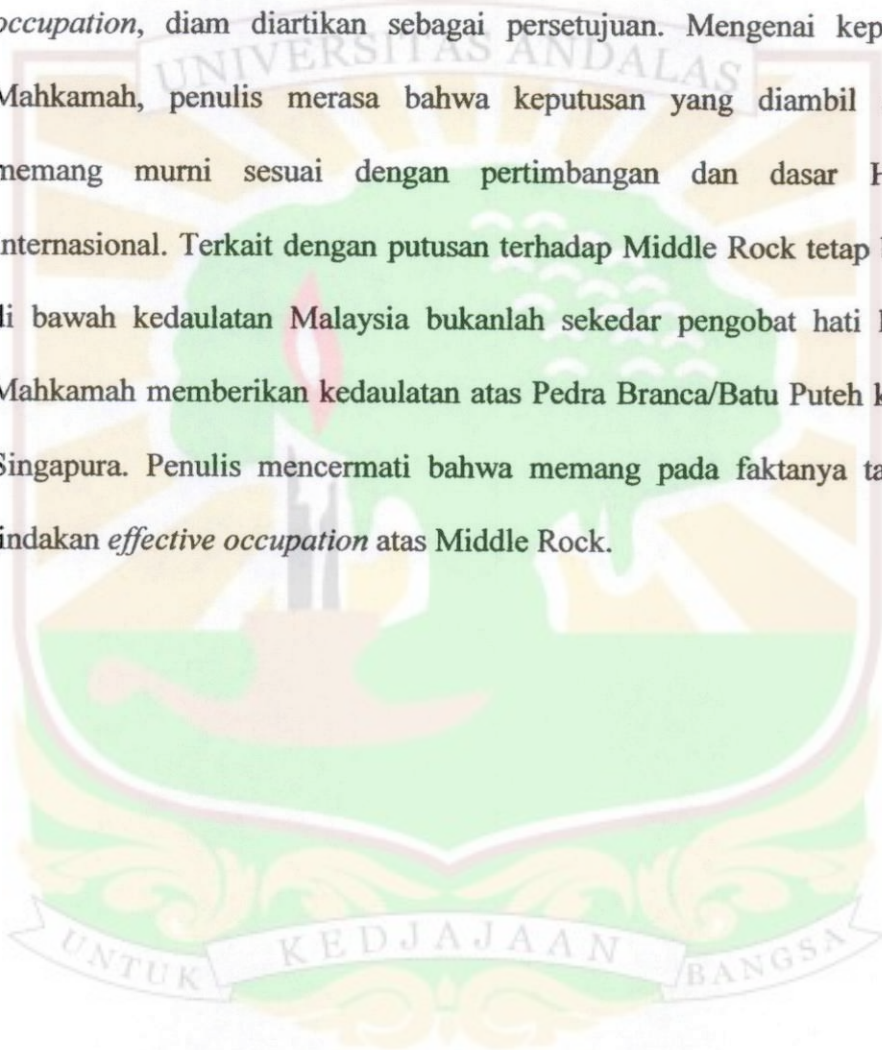 occupation, diam diartikan sebagai persetujuan. Mengenai kep
Mahkamah, penulis merasa bahwa keputusan yang diambil
memang murni sesuai dengan pertimbangan dan dasar H
internasional. Terkait dengan putusan terhadap Middle Rock tetap
di bawah kedaulatan Malaysia bukanlah sekedar pengobat hati
Mahkamah memberikan kedaulatan atas Pedra Branca/Batu Puteh k
Singapura. Penulis mencermati bahwa memang pada faktanya ta
tindakan effective occupation atas Middle Rock.
UNIVERSITAS ANDALAS
UNTUK KEDJAJAAN BANGSA